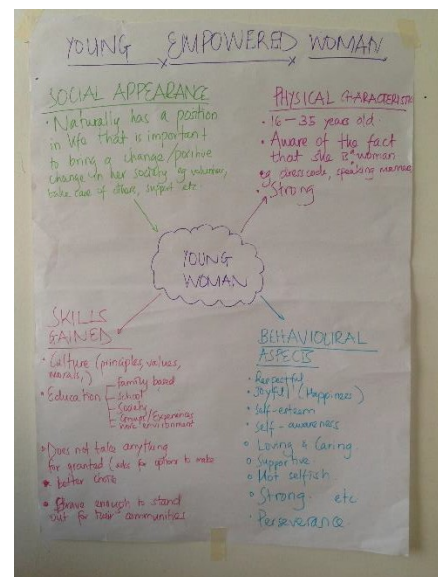 YOUNG EMPOWERED WOMAN
SOCIAL APPEARANCE
• Naturally has a position
in life that is important
to bring a change/positive
change in her society, eg volunteer,
take care of others, support etc
PHYSICAL CHARACTERISTIC
• 16 – 35 years old
• Aware of the fact
that she is a woman
eg dress code, speaking manner
• Strong
YOUNG
WOMAN
SKILLS
GAINED
• Culture (principles, values,
morals,)
• Education
family based
school
society
Experiences
work environment
• Does not take anything
for granted (asks for options to make
better choice
• Brave enough to stand
out for their communities
BEHAVIOURAL
ASPECTS
• Respectful
• Joyful (Happiness)
• Self-esteem
• Self-awareness
• Loving & Caring
• Supportive
• Not selfish
• Strong etc
• Perseverance